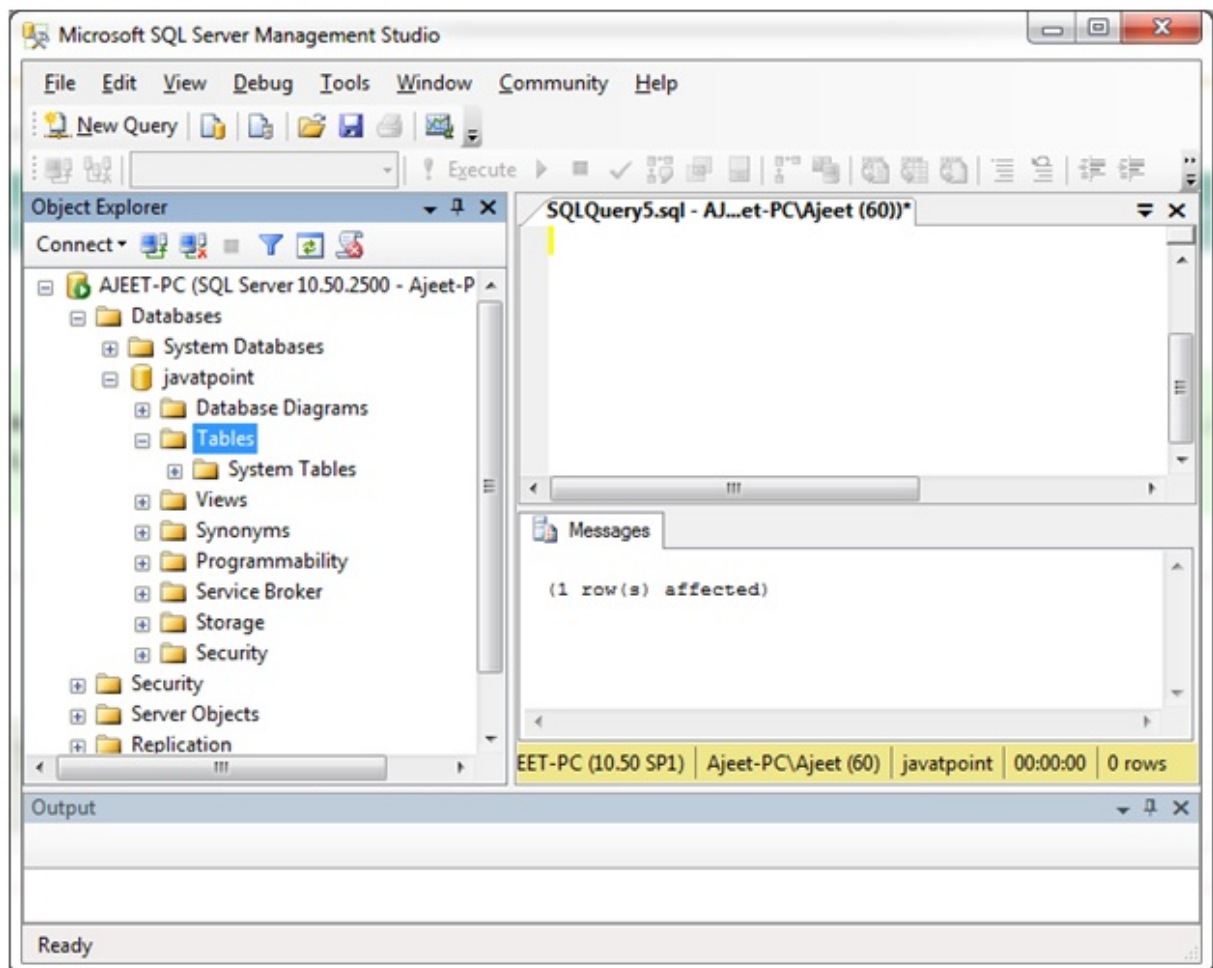 Microsoft SQL Server Management Studio
File Edit View Debug Tools Window Community Help
New Query
Execute
Object Explorer
SQLQuery5.sql - AJ...et-PC\Ajeet (60))*
Connect
AJEET-PC (SQL Server 10.50.2500 - Ajeet-P
Databases
System Databases
javatpoint
Database Diagrams
Tables
System Tables
Views
Synonyms
Programmability
Service Broker
Storage
Security
Security
Server Objects
Replication
Messages
(1 row(s) affected)
EET-PC (10.50 SP1) Ajeet-PC\Ajeet (60) javatpoint 00:00:00 0 rows
Output
Ready